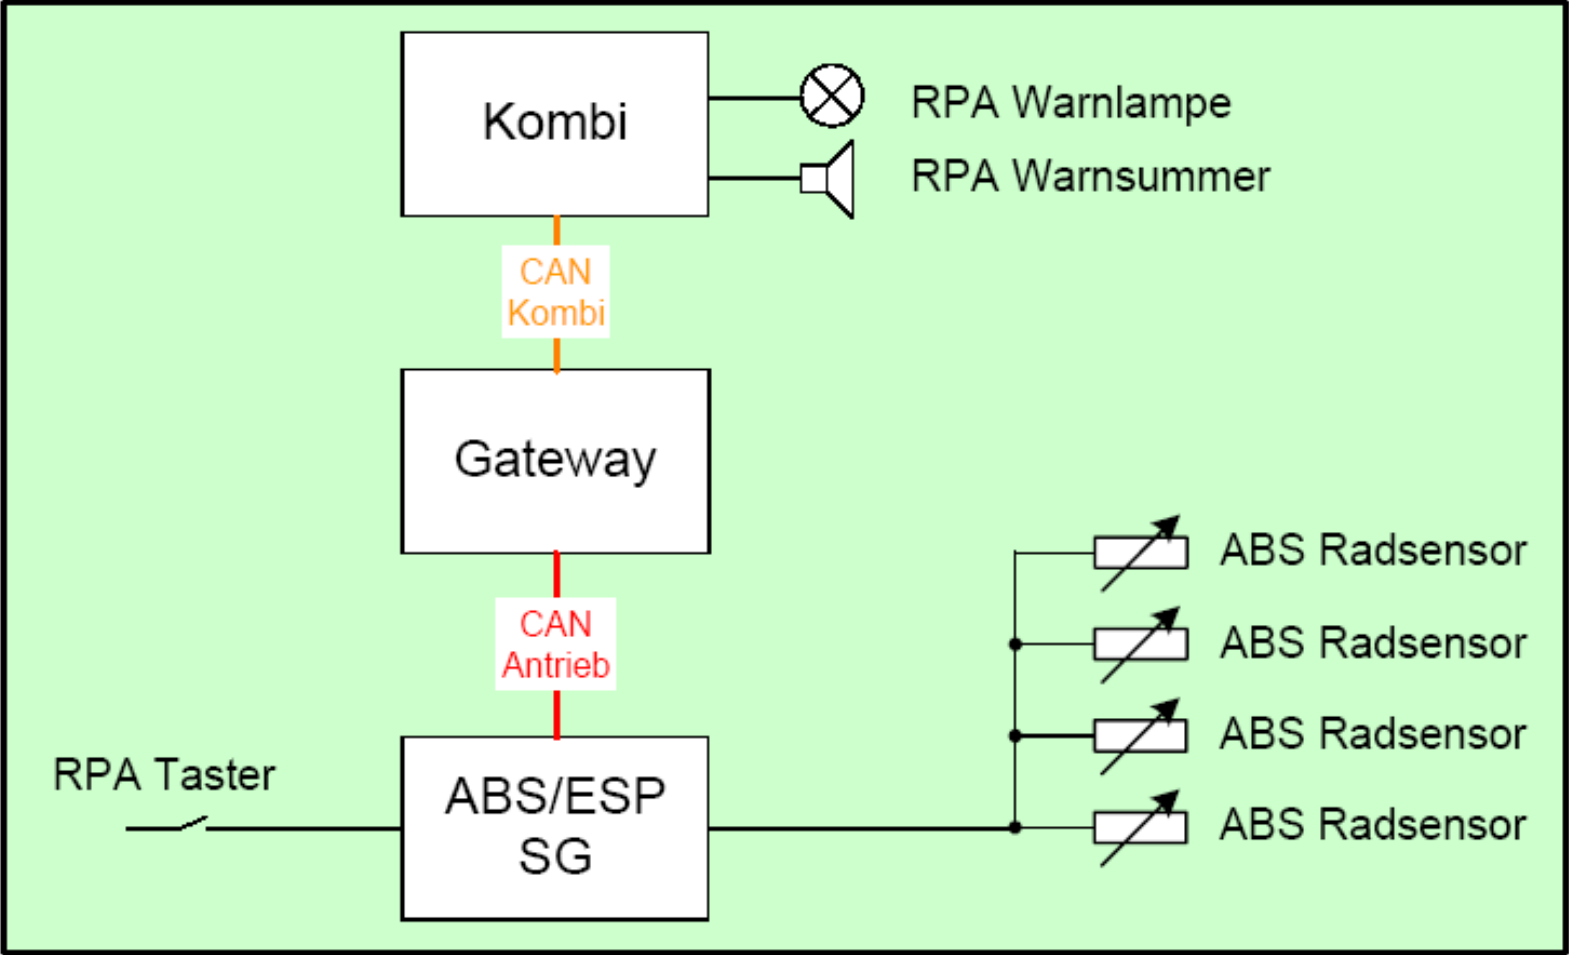 Kombi
RPA Warnlampe
RPA Warnsummer
CAN
Kombi
Gateway
CAN
Antrieb
ABS Radsensor
ABS Radsensor
ABS Radsensor
ABS Radsensor
RPA Taster
ABS/ESP
SG